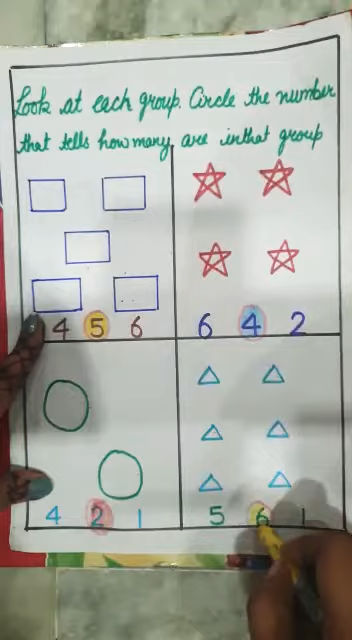 Look at each group. Circle the number
that tells how many are in that group
4 5 6
6 4 2
4 2 1
5 6 1